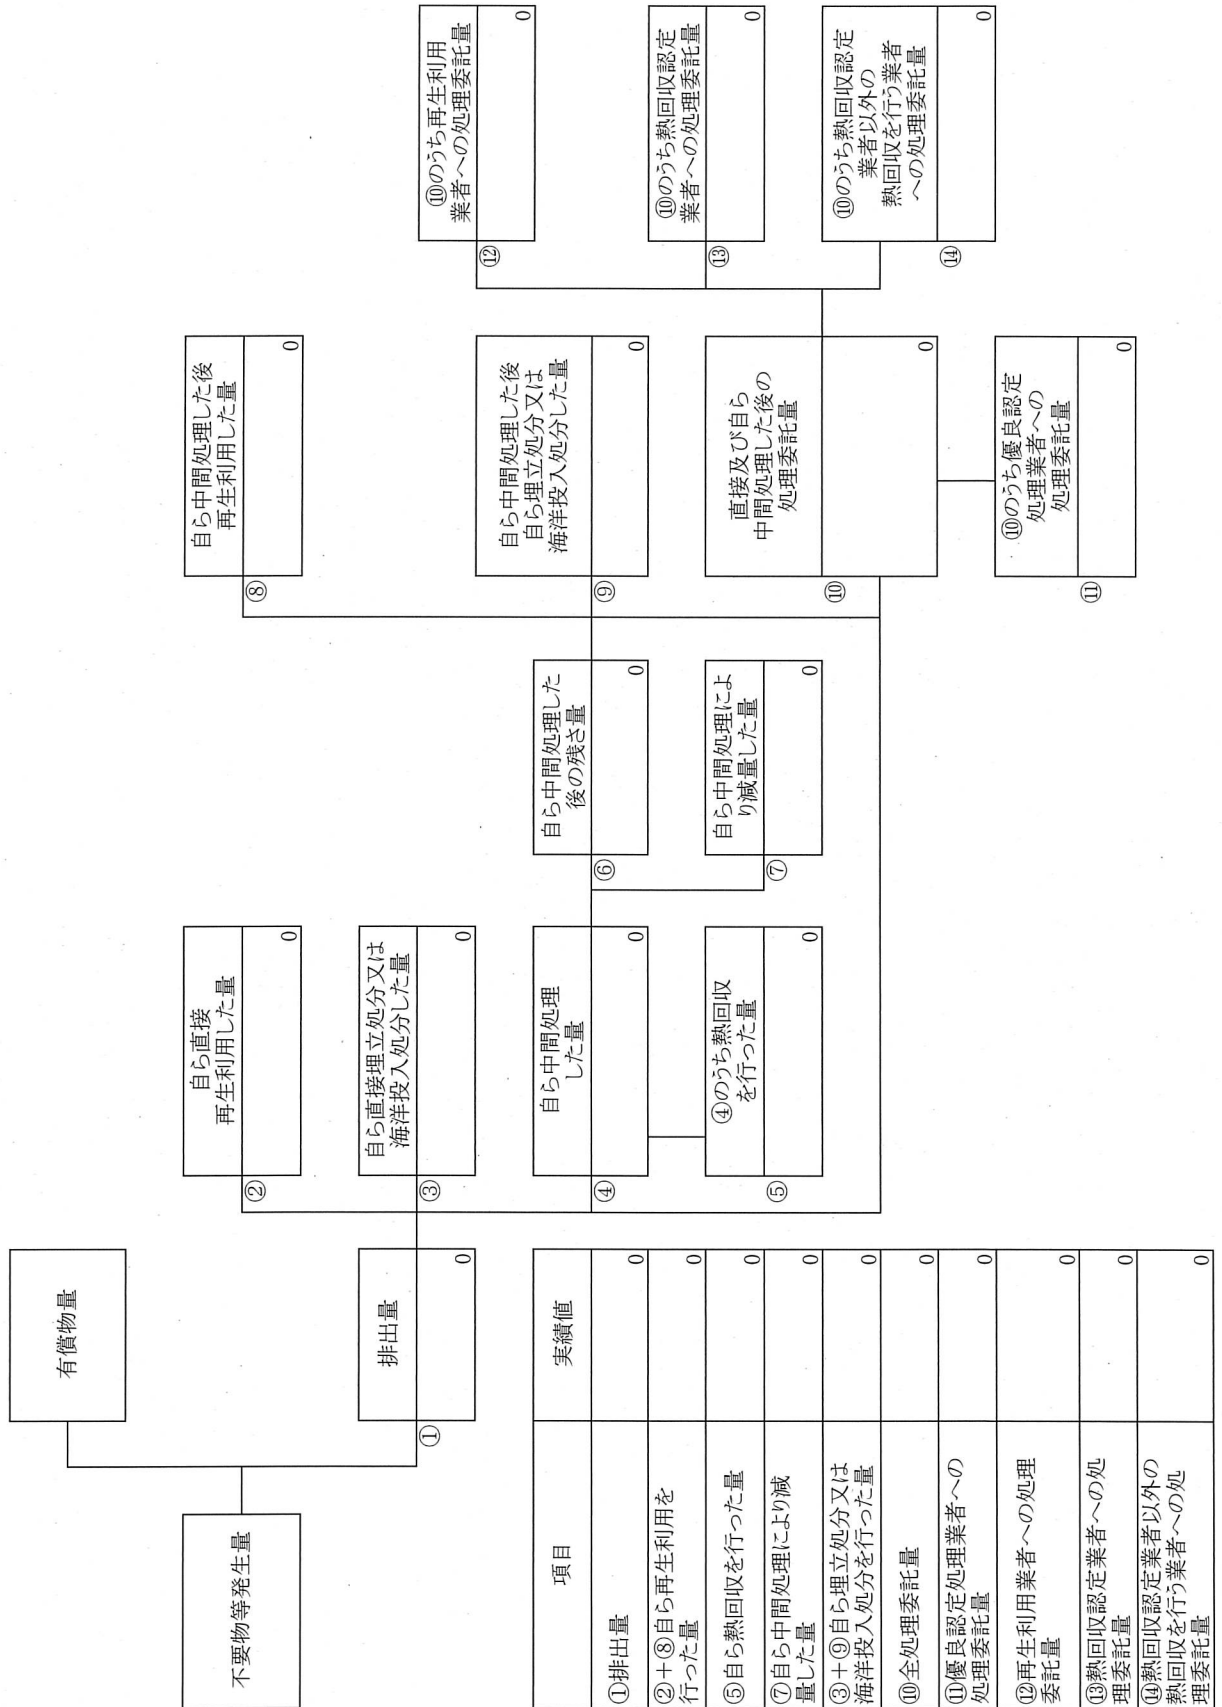 不要物等発生量
有償物量
①
排出量
0
②
自ら直接
再生利用した量
0
③
自ら直接埋立処分又は
海洋投入処分した量
0
④
自ら中間処理
した量
0
⑤
④のうち熱回収
を行った量
0
⑥
自ら中間処理した
後の残さ量
0
⑦
自ら中間処理によ
り減量した量
0
⑧
自ら中間処理した後
再生利用した量
0
⑨
自ら中間処理した後
自ら埋立処分又は
海洋投入処分した量
0
⑩
直接及び自ら
中間処理した後の
処理委託量
0
⑪
⑩のうち優良認定
処理業者への
処理委託量
0
⑫
⑩のうち再生利用
業者への処理委託量
0
⑬
⑩のうち熱回収認定
業者への処理委託量
0
⑭
⑩のうち熱回収認定
業者以外の
熱回収を行う業者
への処理委託量
0
項目 実績値
①排出量 0
②+⑧自ら再生利用を
行った量 0
⑤自ら熱回収を行った量 0
⑦自ら中間処理により減
量した量 0
③+⑨自ら埋立処分又は
海洋投入処分を行った量 0
⑩全処理委託量 0
⑪優良認定処理業者への
処理委託量 0
⑫再生利用業者への処理
委託量 0
⑬熱回収認定業者への処
理委託量 0
⑭熱回収認定業者以外の
熱回収を行う業者への処
理委託量 0